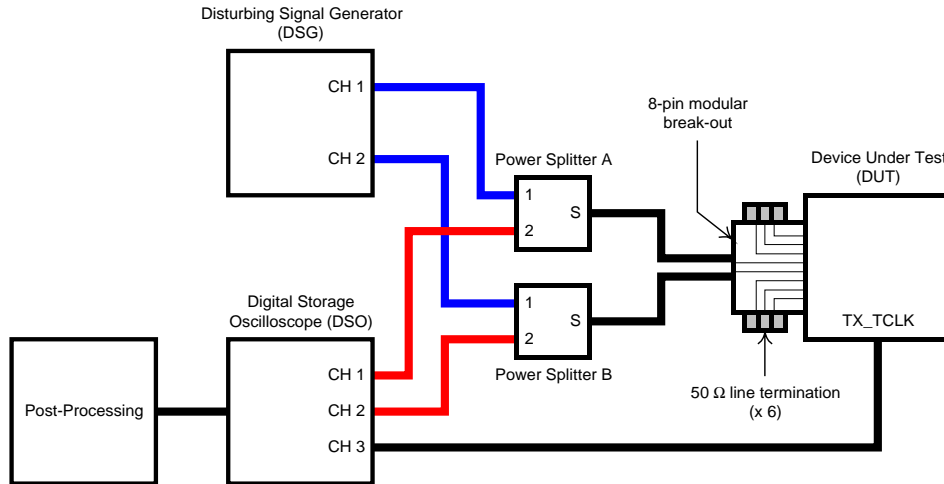 Disturbing Signal Generator
(DSG)
CH 1
CH 2
8-pin modular
break-out
Power Splitter A
1
2
S
Device Under Test
(DUT)
TX_TCLK
Digital Storage
Oscilloscope (DSO)
CH 1
CH 2
CH 3
1
2
S
Power Splitter B
50 Ω line termination
(x 6)
Post-Processing